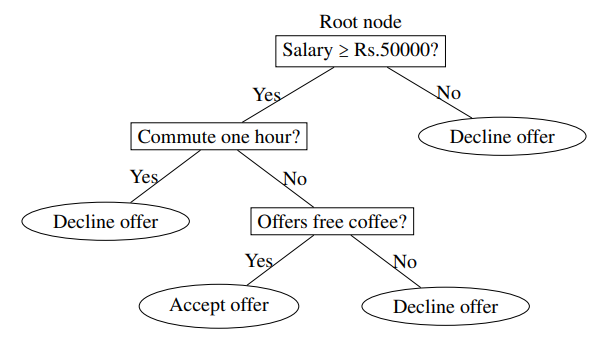 Root node
Salary ≥ Rs.50000?
Yes
No
Commute one hour?
Decline offer
Yes
No
Decline offer
Offers free coffee?
Yes
No
Accept offer
Decline offer